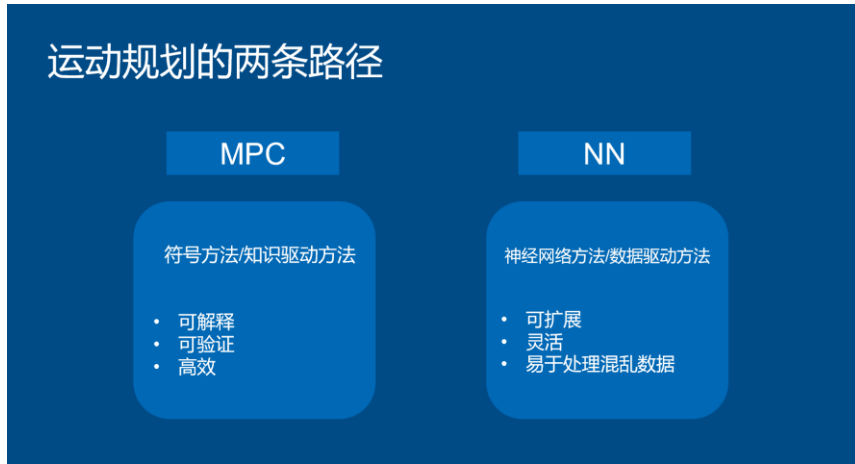 运动规划的两条路径
MPC
NN
符号方法/知识驱动方法
• 可解释
• 可验证
• 高效
神经网络方法/数据驱动方法
• 可扩展
• 灵活
• 易于处理混乱数据